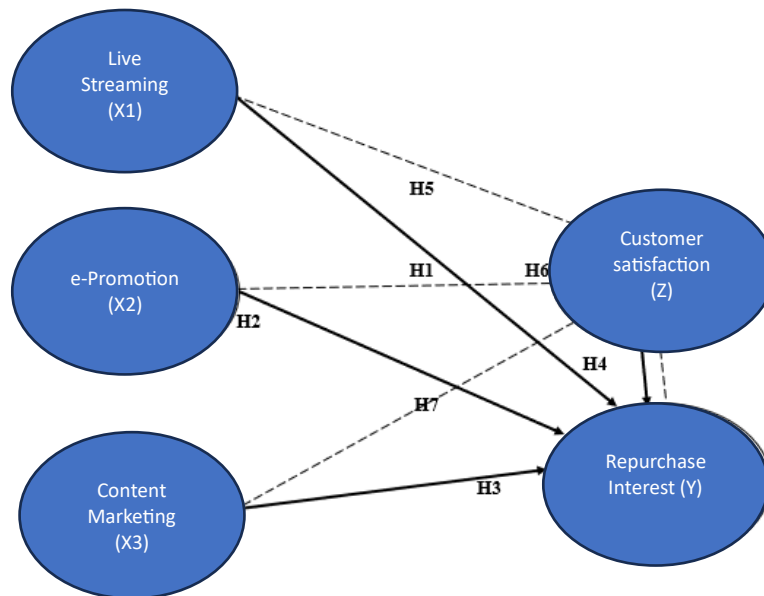 Live
Streaming
(X1)
H5
Customer
satisfaction
(Z)
e-Promotion
(X2)
H1
H6
H2
H4
H7
Content
Marketing
(X3)
H3
Repurchase
Interest (Y)